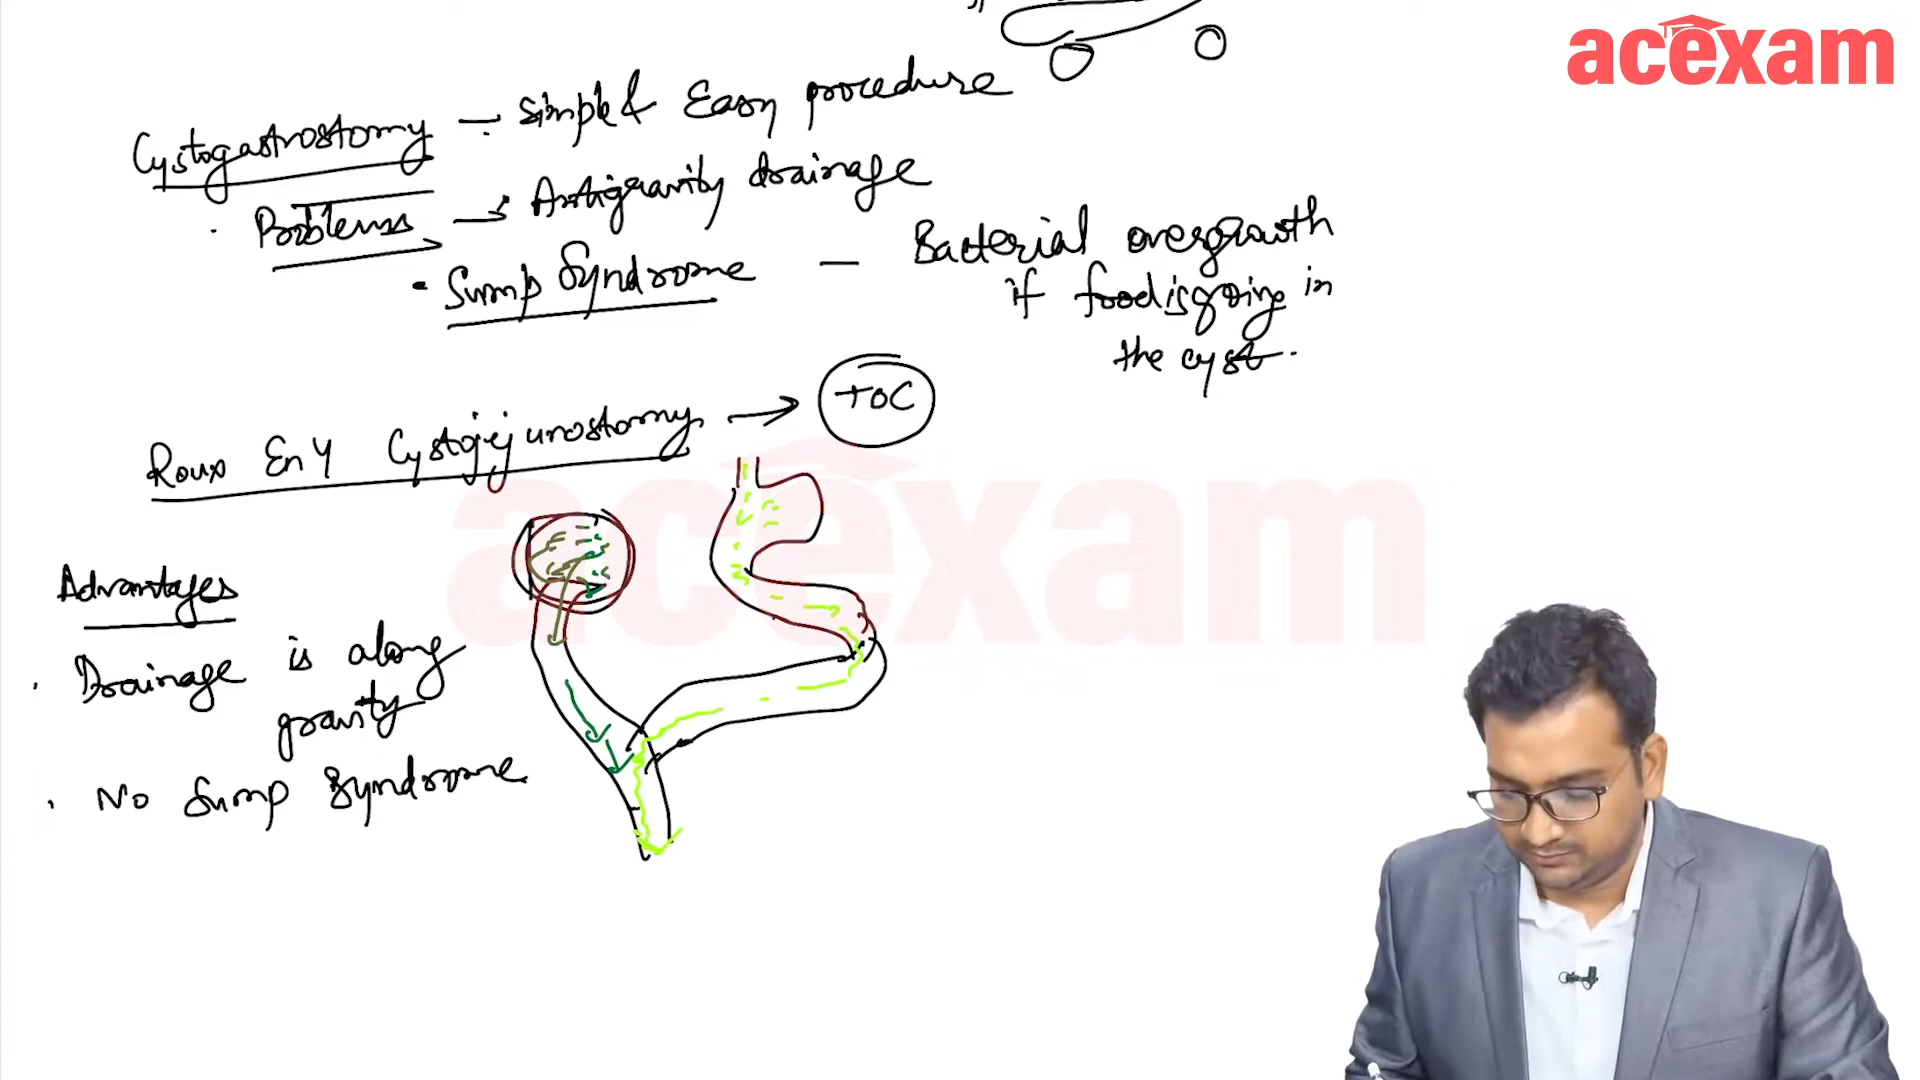 acexam
Cystogastrostomy — Simple & Easy procedure
Problems → Antigravity drainage
• Sump Syndrome — Bacterial overgrowth
if food is going in
the cyst.
Roux En Y Cystojejunostomy → TOC
acexam
Advantages
• Drainage is along
gravity
• No Sump Syndrome